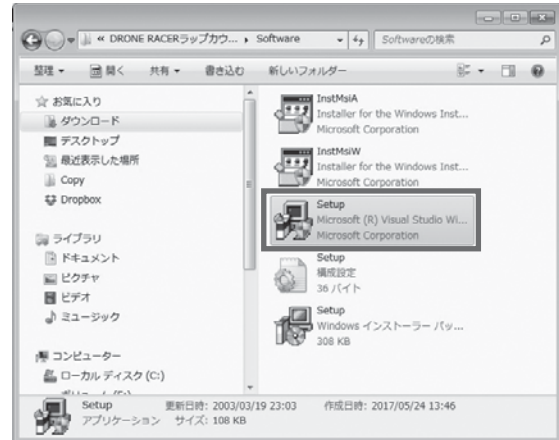 « DRONE RACERラップカウ... ▸ Software
Softwareの検索
整理 開く 共有 書き込む 新しいフォルダー
お気に入り
ダウンロード
デスクトップ
最近表示した場所
Copy
Dropbox
ライブラリ
ドキュメント
ピクチャ
ビデオ
ミュージック
コンピューター
ローカル ディスク (C:)
InstMsiA
Installer for the Windows Inst...
Microsoft Corporation
InstMsiW
Installer for the Windows Inst...
Microsoft Corporation
Setup
Microsoft (R) Visual Studio Wi...
Microsoft Corporation
Setup
構成設定
36 バイト
Setup
Windows インストーラー パッ...
308 KB
Setup 更新日時: 2003/03/19 23:03 作成日時: 2017/05/24 13:46
アプリケーション サイズ: 108 KB